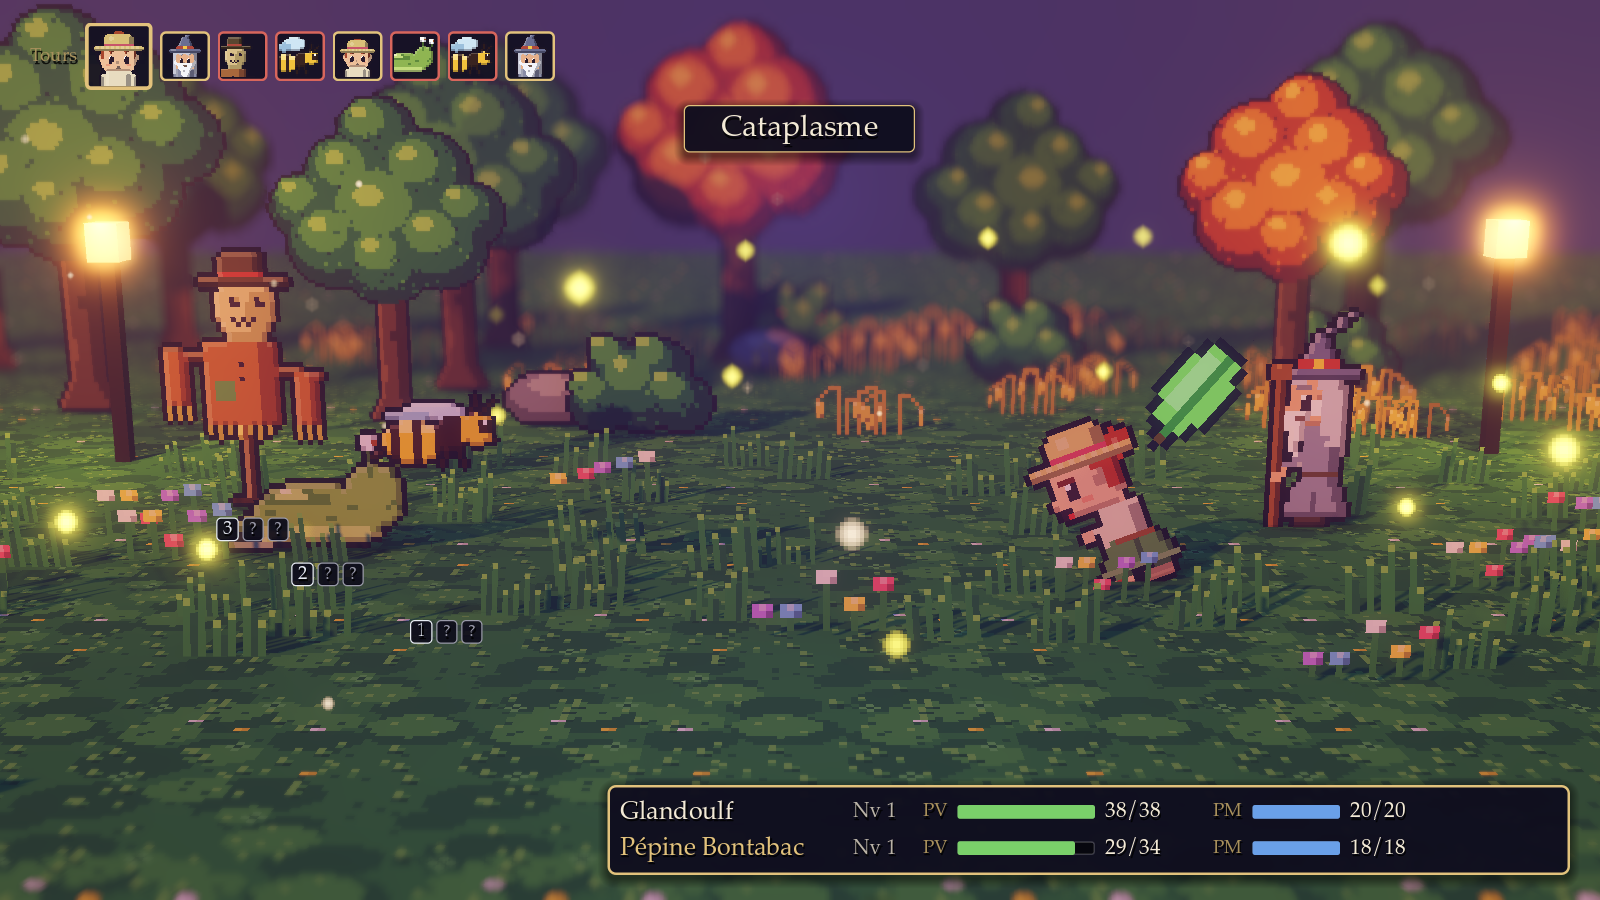 Tours
Cataplasme
3 ? ?
2 ? ?
1 ? ?
Glandoulf Nv 1 PV 38/38 PM 20/20
Pépine Bontabac Nv 1 PV 29/34 PM 18/18